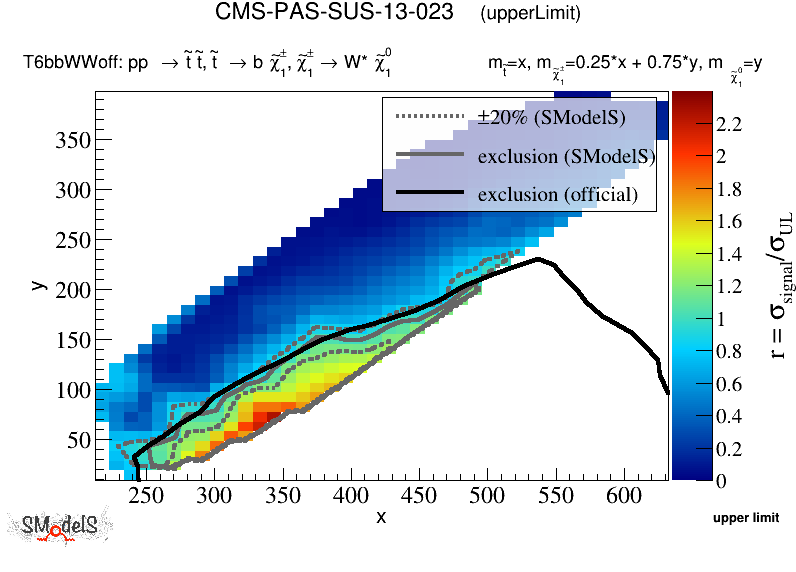 CMS-PAS-SUS-13-023 (upperLimit)
T6bbWWoff: pp → t̃ t̃, t̃ → b χ̃₁±, χ̃₁± → W* χ̃₁⁰ m_t̃=x, m_χ̃₁±=0.25*x + 0.75*y, m_χ̃₁⁰=y
±20% (SModelS)
exclusion (SModelS)
exclusion (official)
y
350
300
250
200
150
100
50
250 300 350 400 450 500 550 600
x
2.2
2
1.8
1.6
1.4
1.2
1
0.8
0.6
0.4
0.2
0
r = σ_signal/σ_UL
SModelS
upper limit